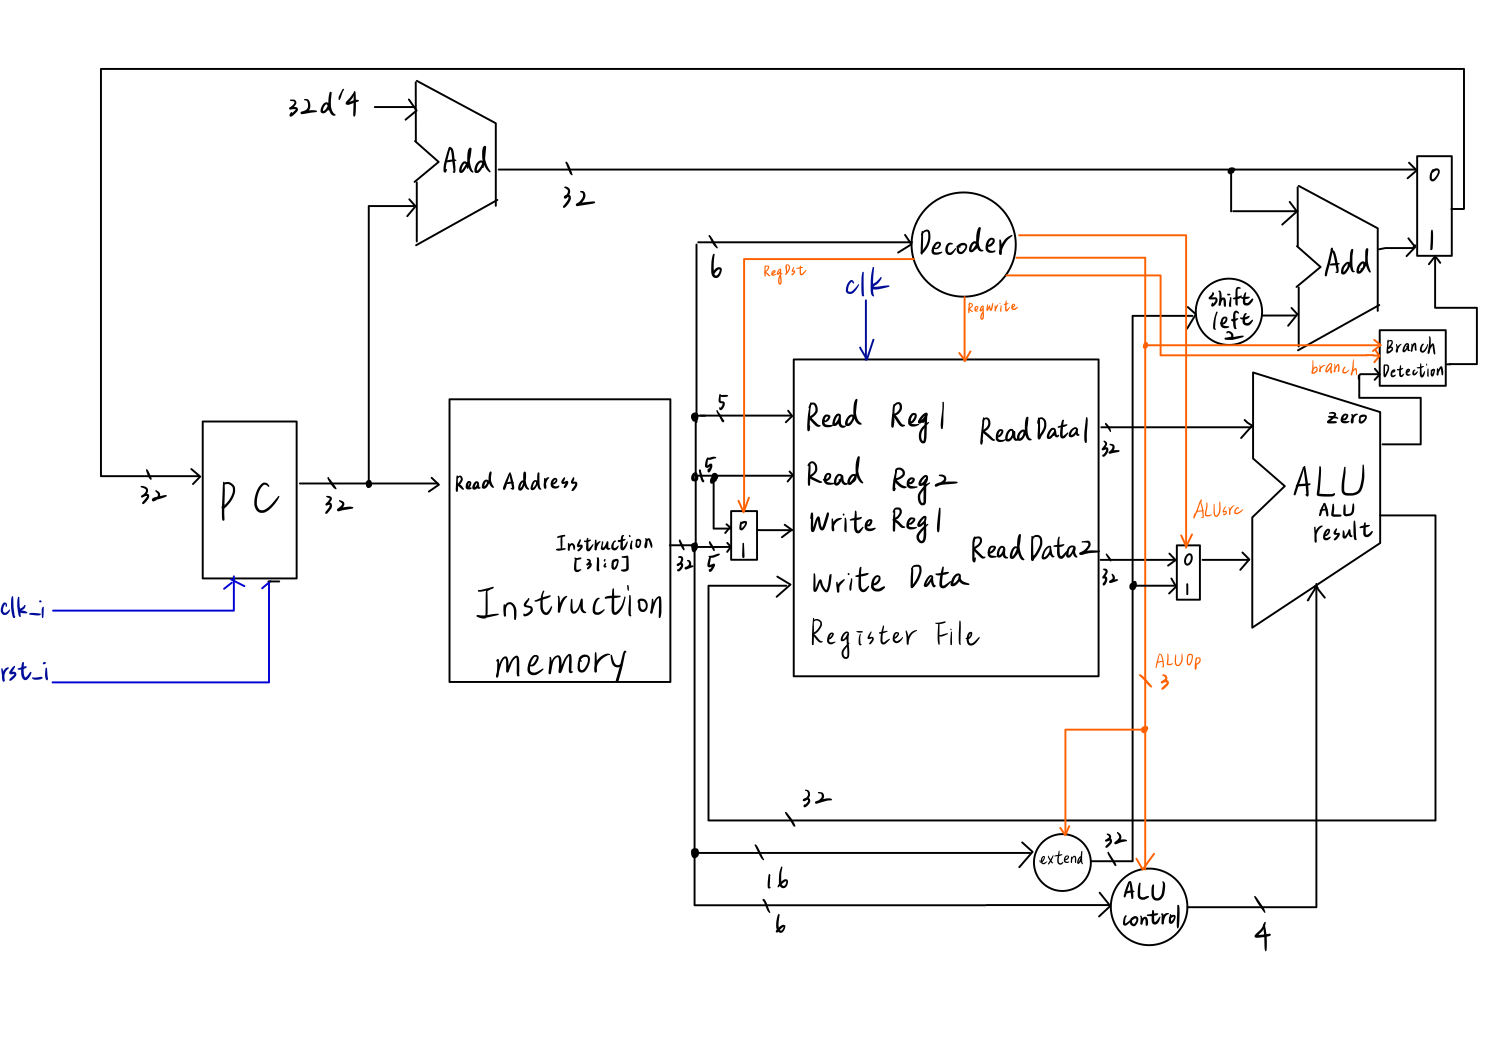 32d'4
Add
32
0
1
Decoder
6
RegDst
clk
RegWrite
shift
left
2
Add
Branch
Detection
branch
zero
ALU
ALU
result
PC
32
32
Read Address
Instruction
[31:0]
Instruction
memory
32
5
5
5
0
1
Read Reg1
Read Reg2
Write Reg1
Write Data
Register File
Read Data1
Read Data2
32
32
ALUsrc
0
1
clk_i
rst_i
ALUOp
3
32
extend
32
16
6
ALU
control
4